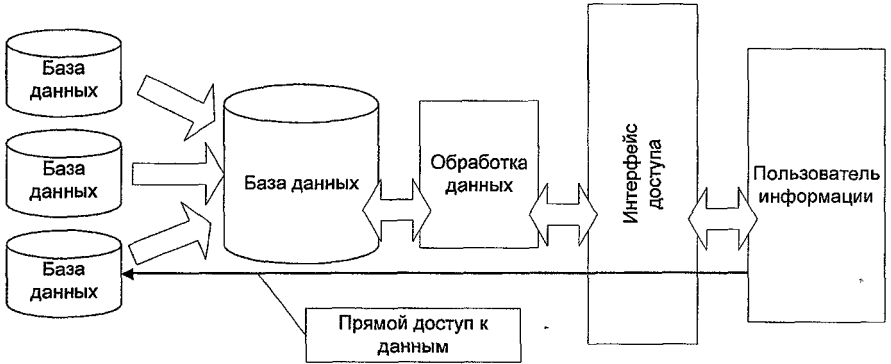 База
данных
База
данных
База
данных
База данных
Обработка
данных
Интерфейс
доступа
Пользователь
информации
Прямой доступ к
данным